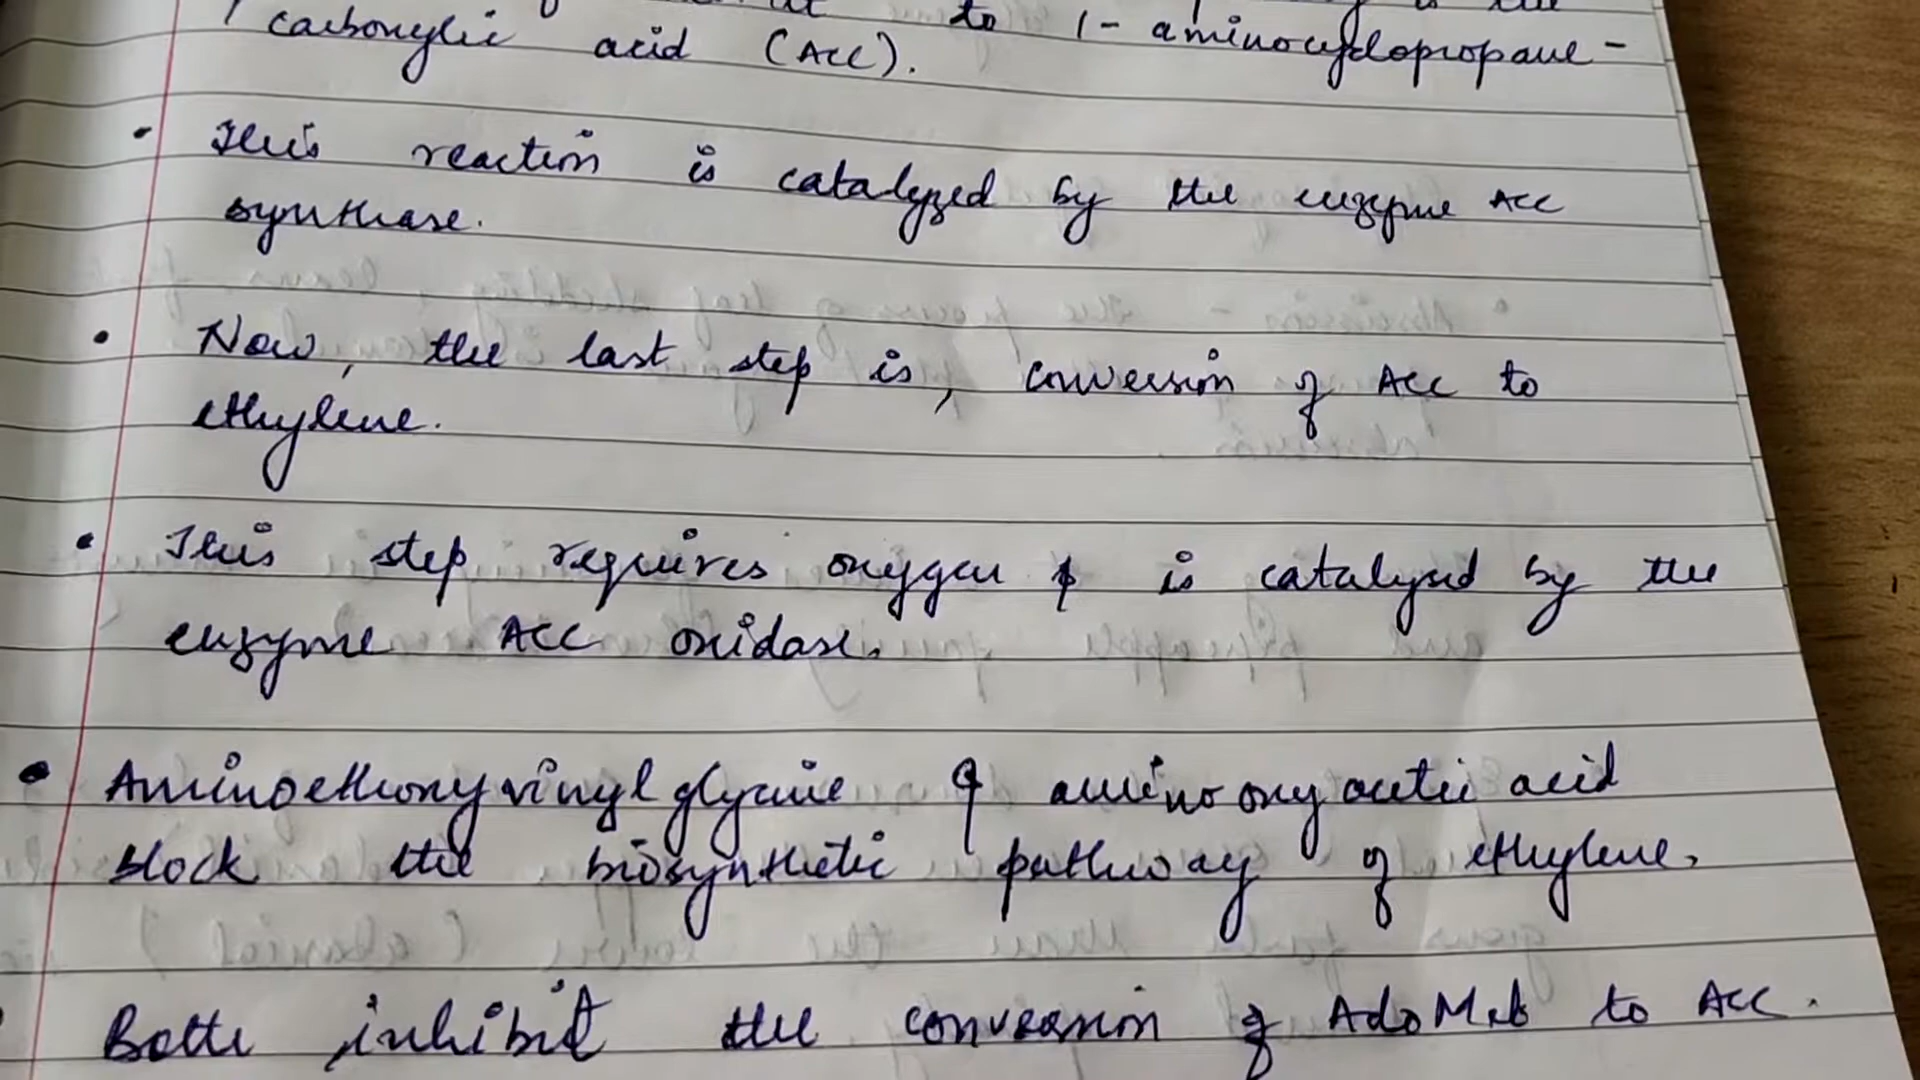 to 1-aminocyclopropane-
carboxylic acid (ACC).
• This reaction is catalyzed by the enzyme ACC
synthase.
• Now, the last step is, conversion of ACC to
ethylene.
• This step requires oxygen & is catalysed by the
enzyme ACC oxidase.
• Aminoethoxyvinylglycine & aminooxyacetic acid
block the biosynthetic pathway of ethylene.
Both inhibit the conversion of AdoMet to ACC.